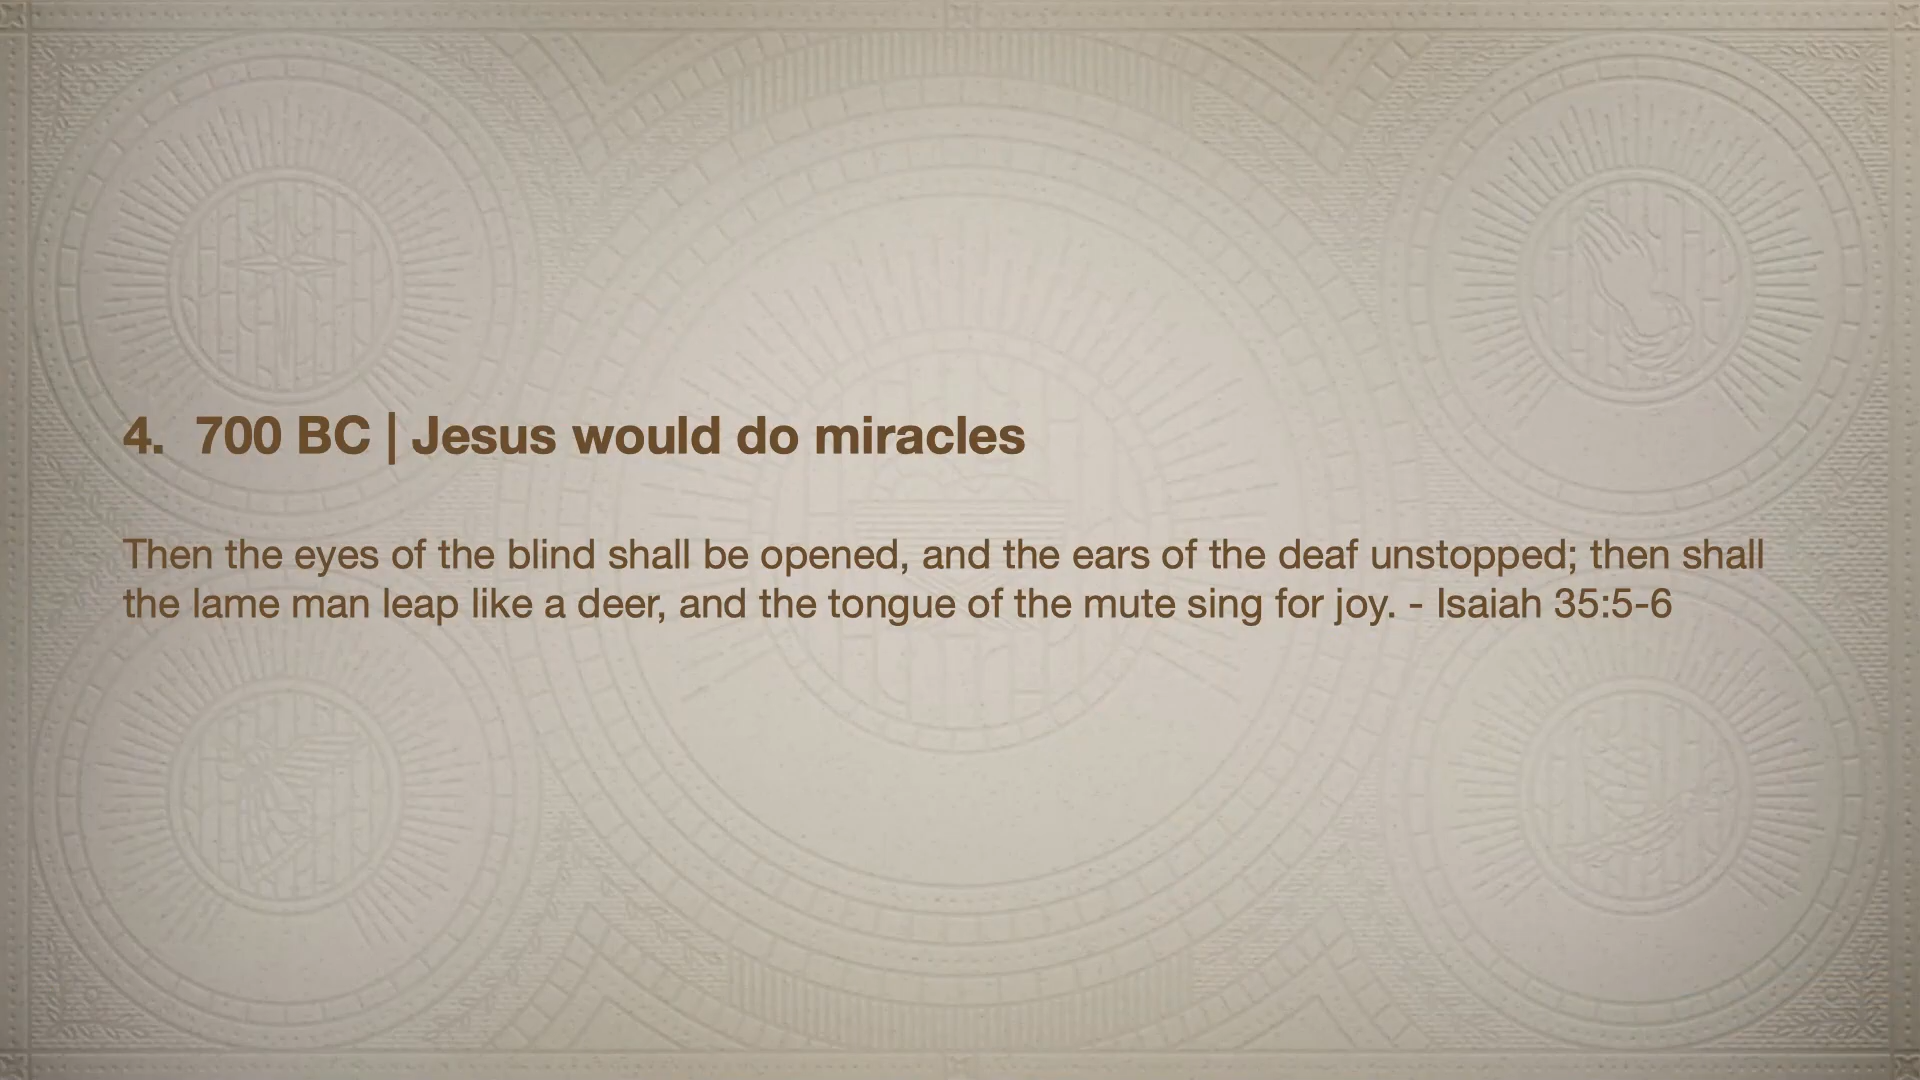 4. 700 BC | Jesus would do miracles
Then the eyes of the blind shall be opened, and the ears of the deaf unstopped; then shall
the lame man leap like a deer, and the tongue of the mute sing for joy. - Isaiah 35:5-6